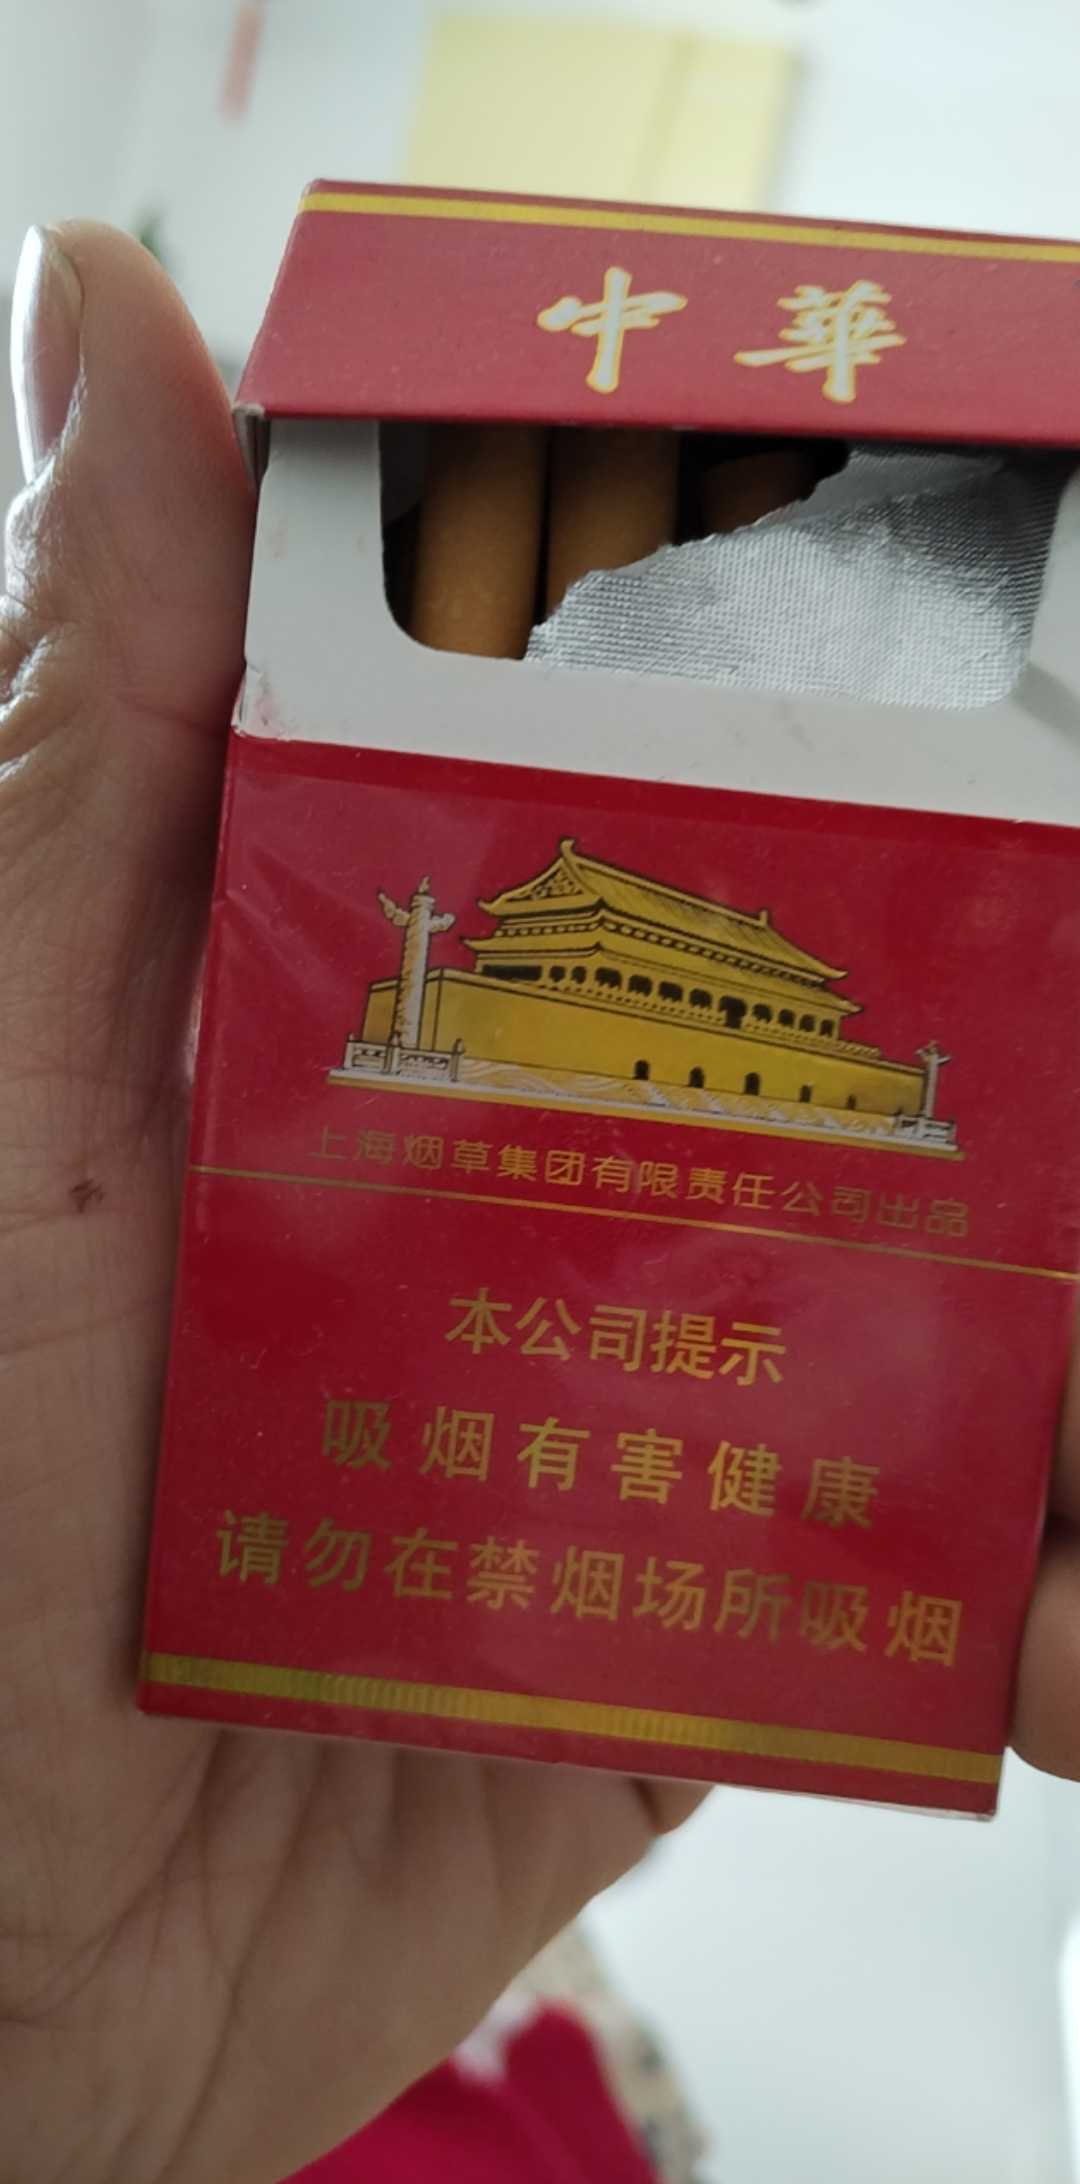 中華
上海烟草集团有限责任公司出品
本公司提示
吸烟有害健康
请勿在禁烟场所吸烟